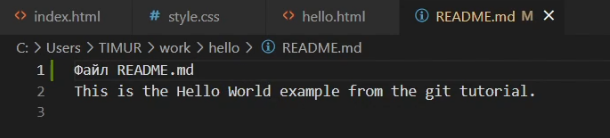 index.html # style.css hello.html README.md M
C: > Users > TIMUR > work > hello > README.md
1 Файл README.md
2 This is the Hello World example from the git tutorial.
3